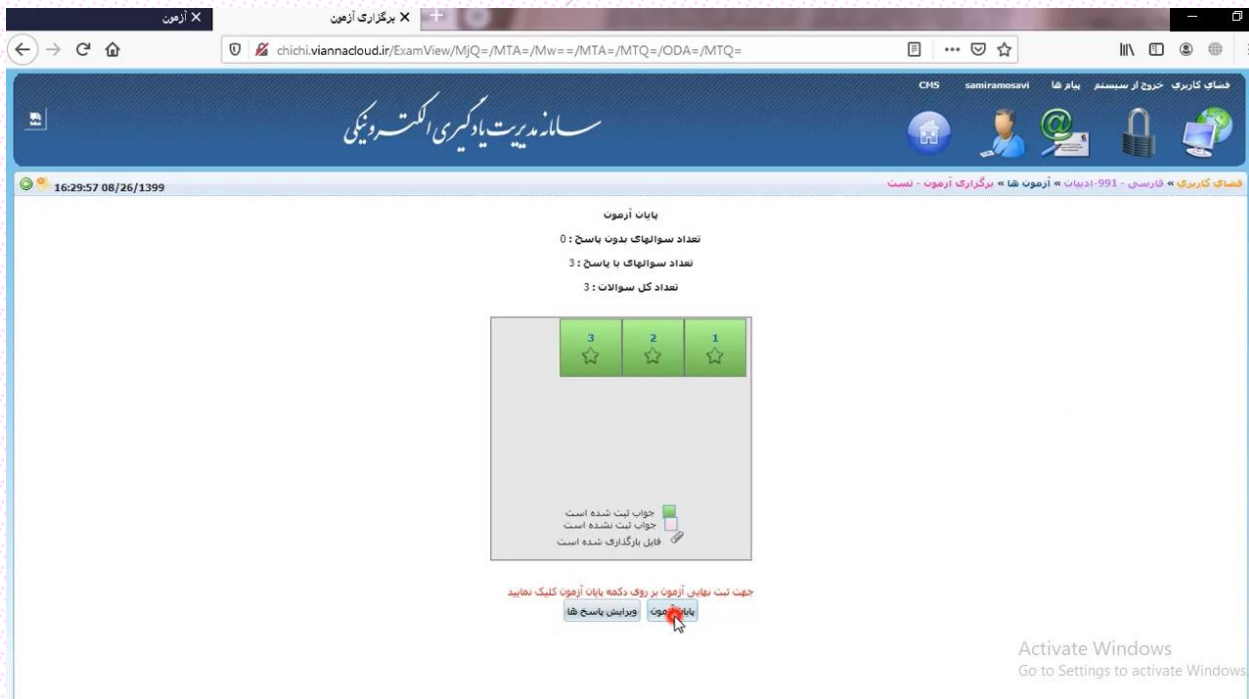 آزمون
برگزاری آزمون
chichi.viannacloud.ir/ExamView/MjQ=/MTA=/Mw==/MTA=/MTQ=/ODA=/MTQ=
فضای کاربری خروج از سیستم پیام ها samiramosavi CMS
سامانه مدیریت یادگیری الکترونیکی
فضای کاربری » فارسی - 991-ادبیات » آزمون ها » برگزاری آزمون - تست
16:29:57 08/26/1399
پایان آزمون
تعداد سوالهای بدون پاسخ : 0
تعداد سوالهای با پاسخ : 3
تعداد کل سوالات : 3
1 2 3
جواب ثبت شده است
جواب ثبت نشده است
فایل بارگذاری شده است
جهت ثبت نهایی آزمون بر روی دکمه پایان آزمون کلیک نمایید
پایان آزمون ویرایش پاسخ ها
Activate Windows
Go to Settings to activate Windows